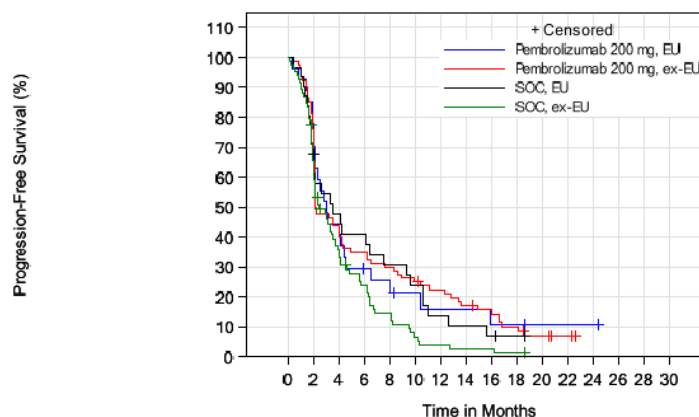 110
+ Censored
100
Pembrolizumab 200 mg, EU
90
Pembrolizumab 200 mg, ex-EU
SOC, EU
80
SOC, ex-EU
70
60
50
40
30
20
10
0
Progression-Free Survival (%)
0 2 4 6 8 10 12 14 16 18 20 22 24 26 28 30
Time in Months